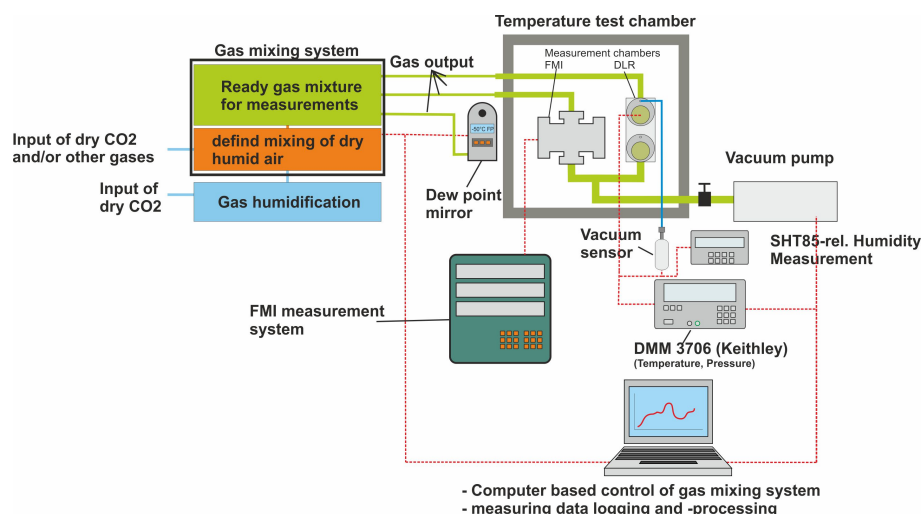 Temperature test chamber
Gas mixing system
Gas output
Measurement chambers
FMI DLR
Ready gas mixture
for measurements
-50°C FP
Input of dry CO2
and/or other gases
defind mixing of dry
humid air
Vacuum pump
Input of
dry CO2
Gas humidification
Dew point
mirror
Vacuum
sensor
SHT85-rel. Humidity
Measurement
FMI measurement
system
DMM 3706 (Keithley)
(Temperature, Pressure)
- Computer based control of gas mixing system
- measuring data logging and -processing